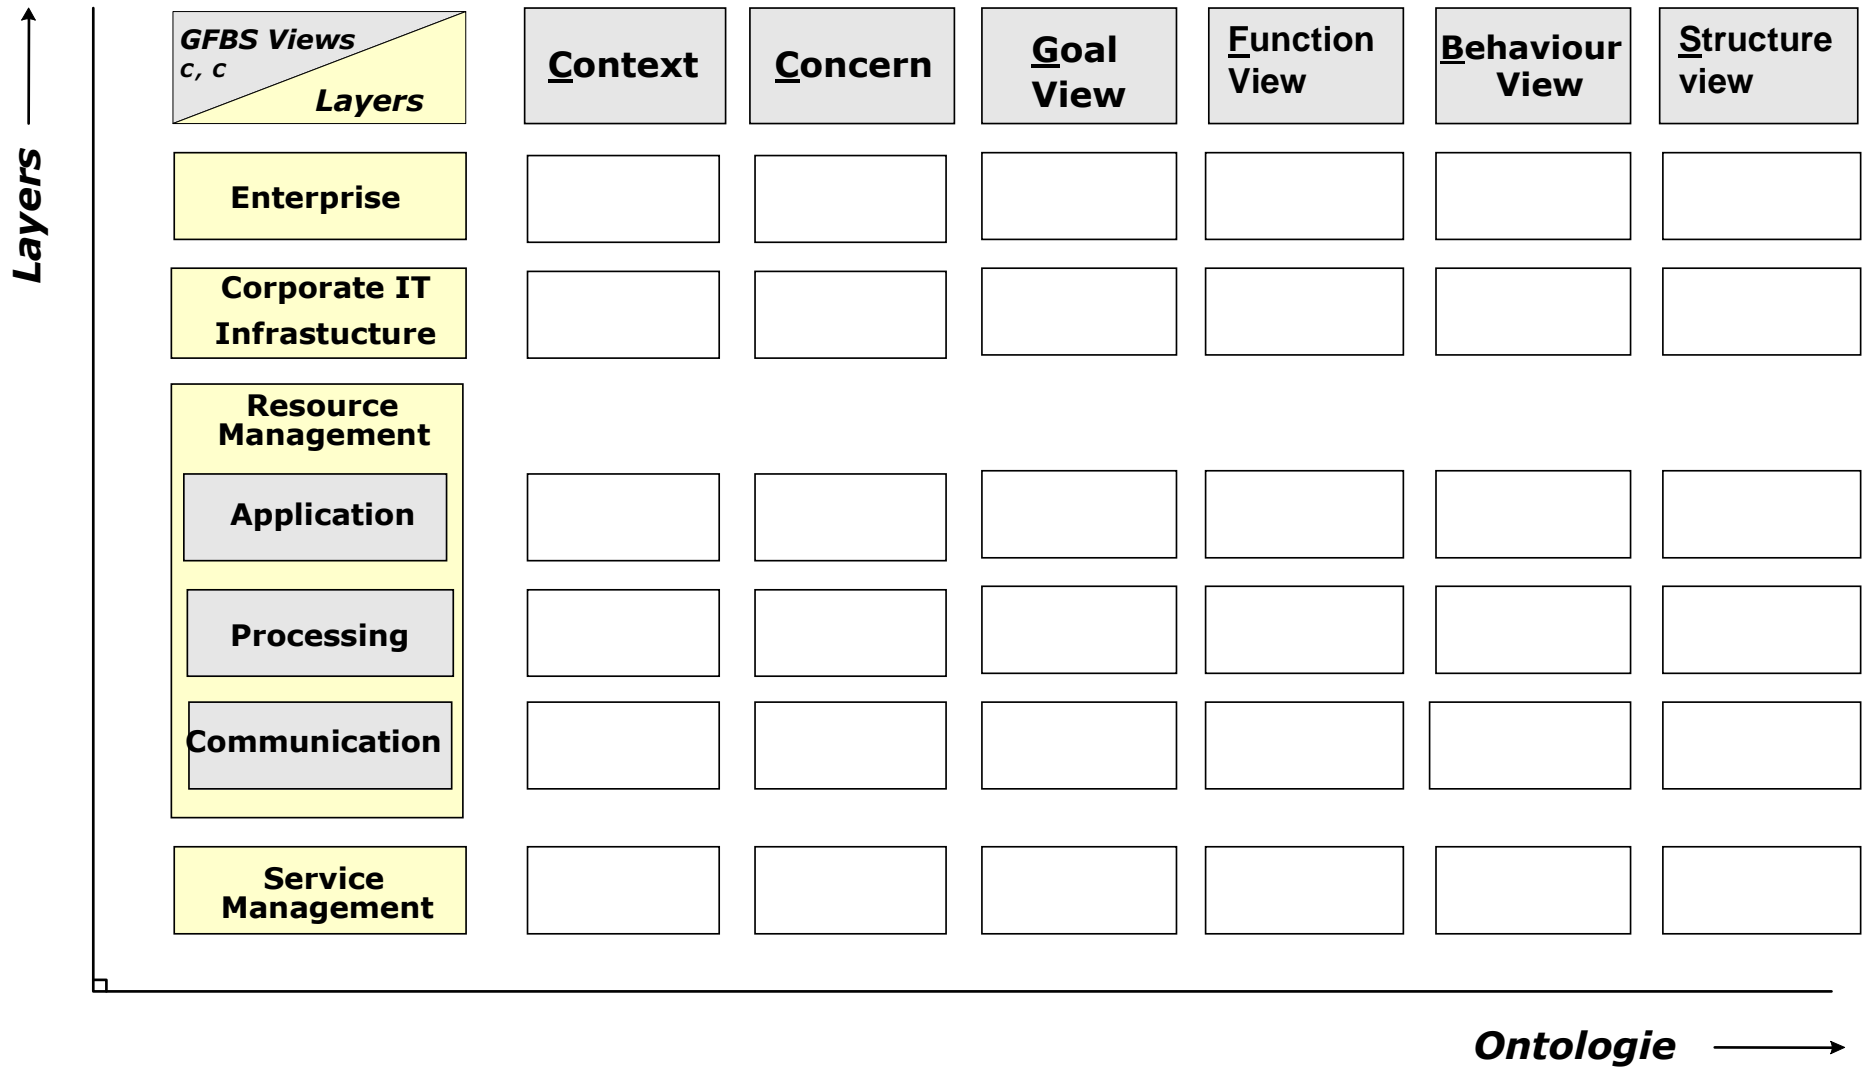 GFBS Views
C, C
Layers
Context
Concern
Goal
View
Function
View
Behaviour
View
Structure
view
Layers
Enterprise
Corporate IT
Infrastucture
Resource
Management
Application
Processing
Communication
Service
Management
Ontologie